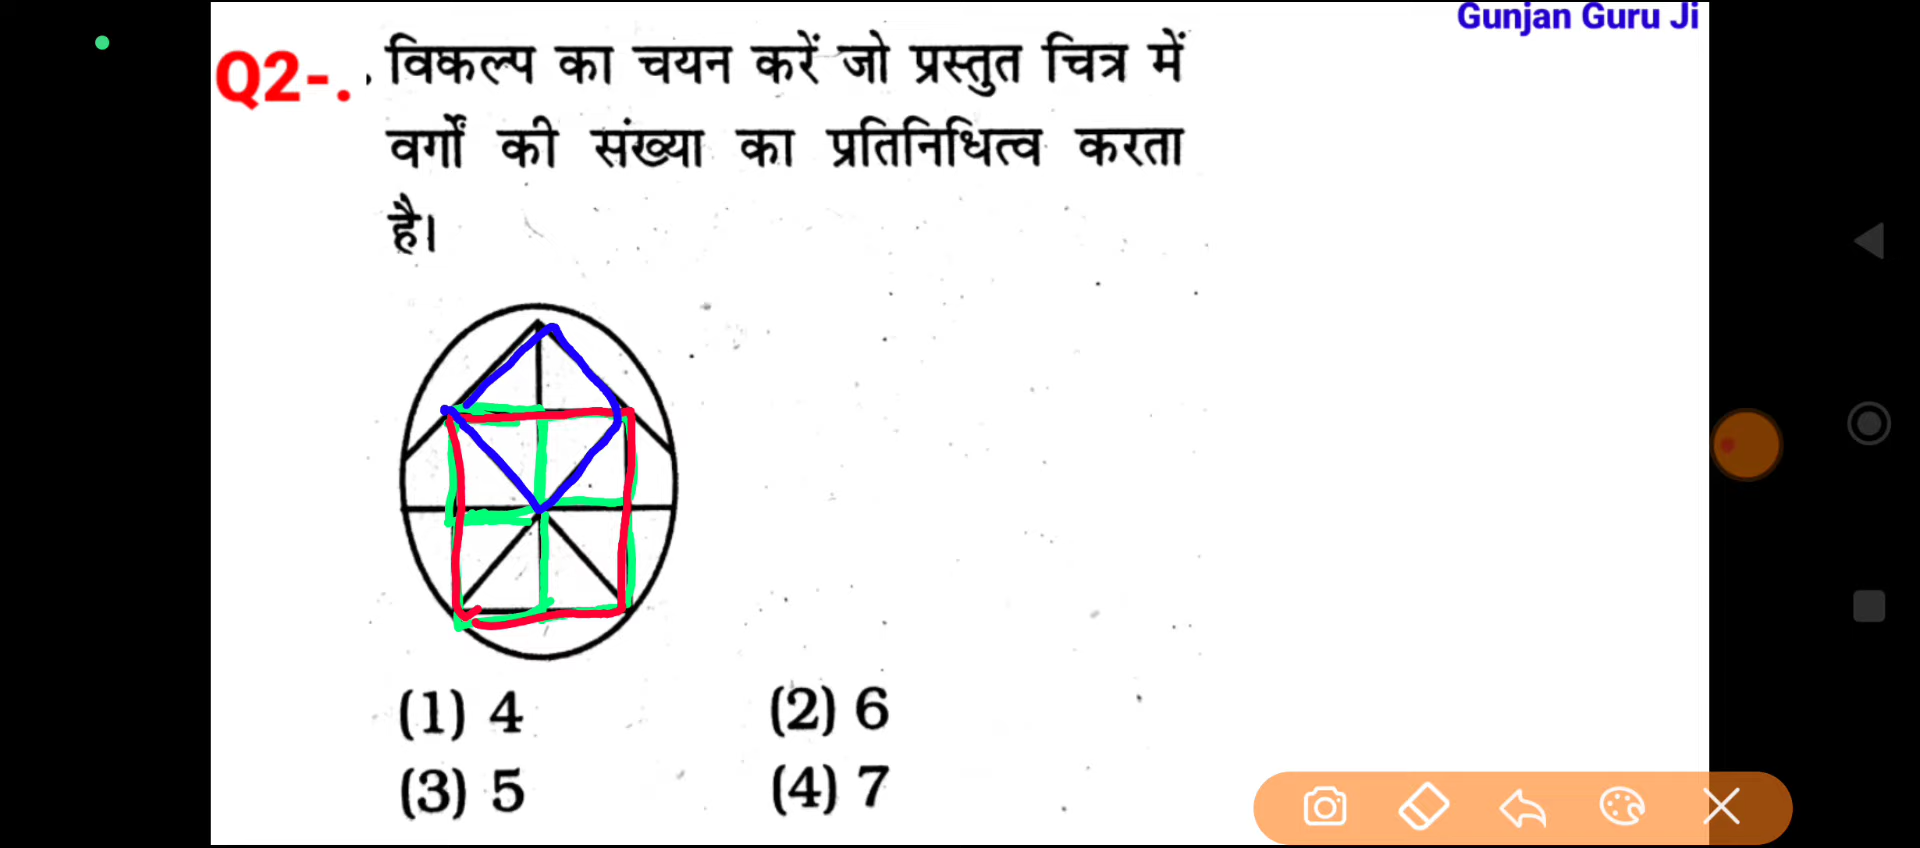 Gunjan Guru Ji
Q2-. विकल्प का चयन करें जो प्रस्तुत चित्र में
वर्गों की संख्या का प्रतिनिधित्व करता
है।
(1) 4 (2) 6
(3) 5 (4) 7